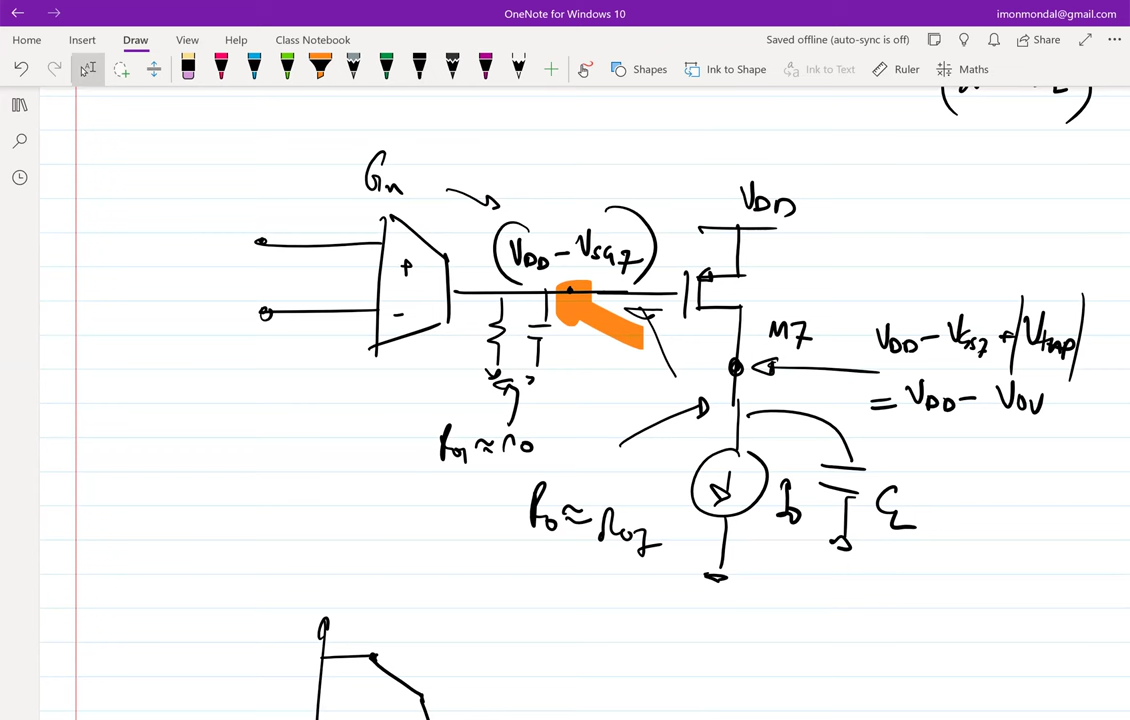 OneNote for Windows 10
imonmondal@gmail.com
Home Insert Draw View Help Class Notebook
Saved offline (auto-sync is off)
Share
Shapes Ink to Shape Ink to Text Ruler Maths
Gm
VDD
(VDD - VSG7)
+
-
M7
VDD - VSG7 + |VTHP|
= VDD - VOV
Ro1 ≈ ro
Ro ≈ ro7
Io
CL